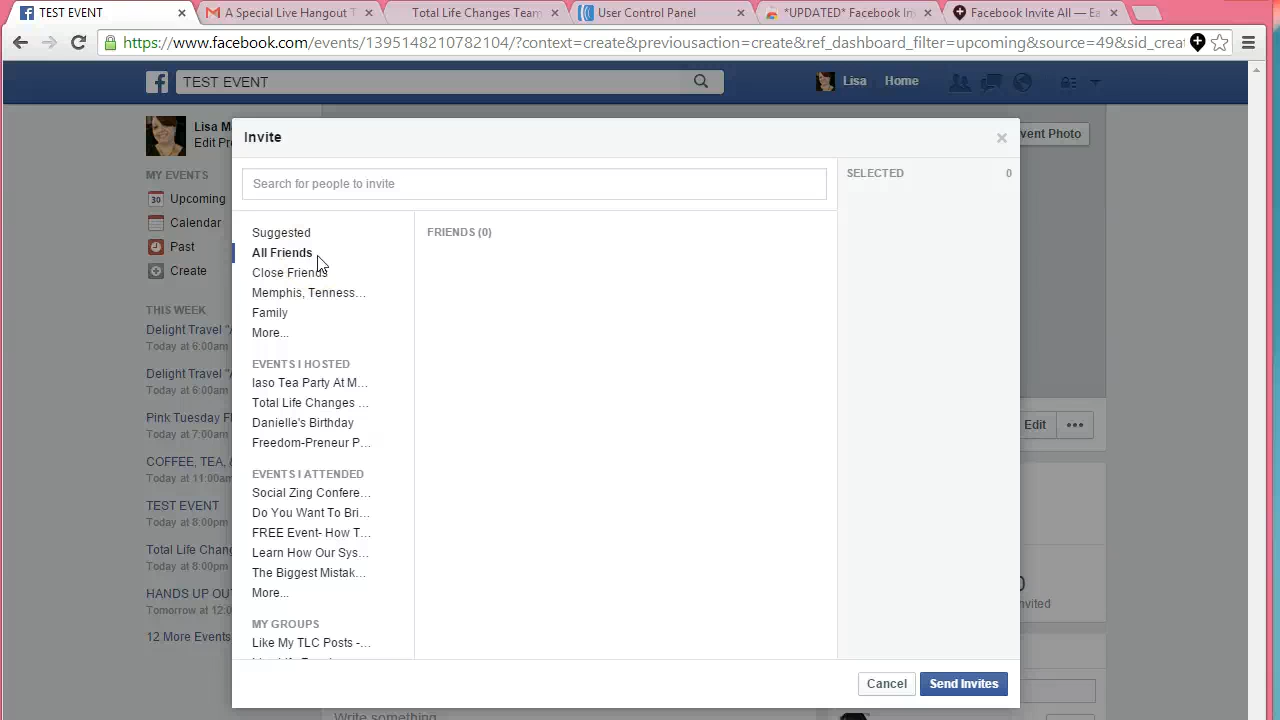 TEST EVENT
A Special Live Hangout T
Total Life Changes Team
User Control Panel
*UPDATED* Facebook In
Facebook Invite All — Ea
https://www.facebook.com/events/1395148210782104/?context=create&previousaction=create&ref_dashboard_filter=upcoming&source=49&sid_crea
TEST EVENT
Lisa
Home
Lisa M
Edit Pr
MY EVENTS
30 Upcoming
Calendar
Past
Create
THIS WEEK
Delight Travel "A
Today at 6:00am
Delight Travel "A
Today at 6:00am
Pink Tuesday F
Today at 7:00am
COFFEE, TEA,
Today at 11:00am
TEST EVENT
Today at 8:00pm
Total Life Chang
Today at 8:00pm
HANDS UP OU
Tomorrow at 12:0
12 More Events
Invite
Search for people to invite
Suggested
All Friends
Close Friends
Memphis, Tenness...
Family
More...
EVENTS I HOSTED
Iaso Tea Party At M...
Total Life Changes ...
Danielle's Birthday
Freedom-Preneur P...
EVENTS I ATTENDED
Social Zing Confere...
Do You Want To Bri...
FREE Event- How T...
Learn How Our Sys...
The Biggest Mistak...
More...
MY GROUPS
Like My TLC Posts -...
FRIENDS (0)
SELECTED 0
Cancel
Send Invites
vent Photo
Edit
0
nvited
Write something